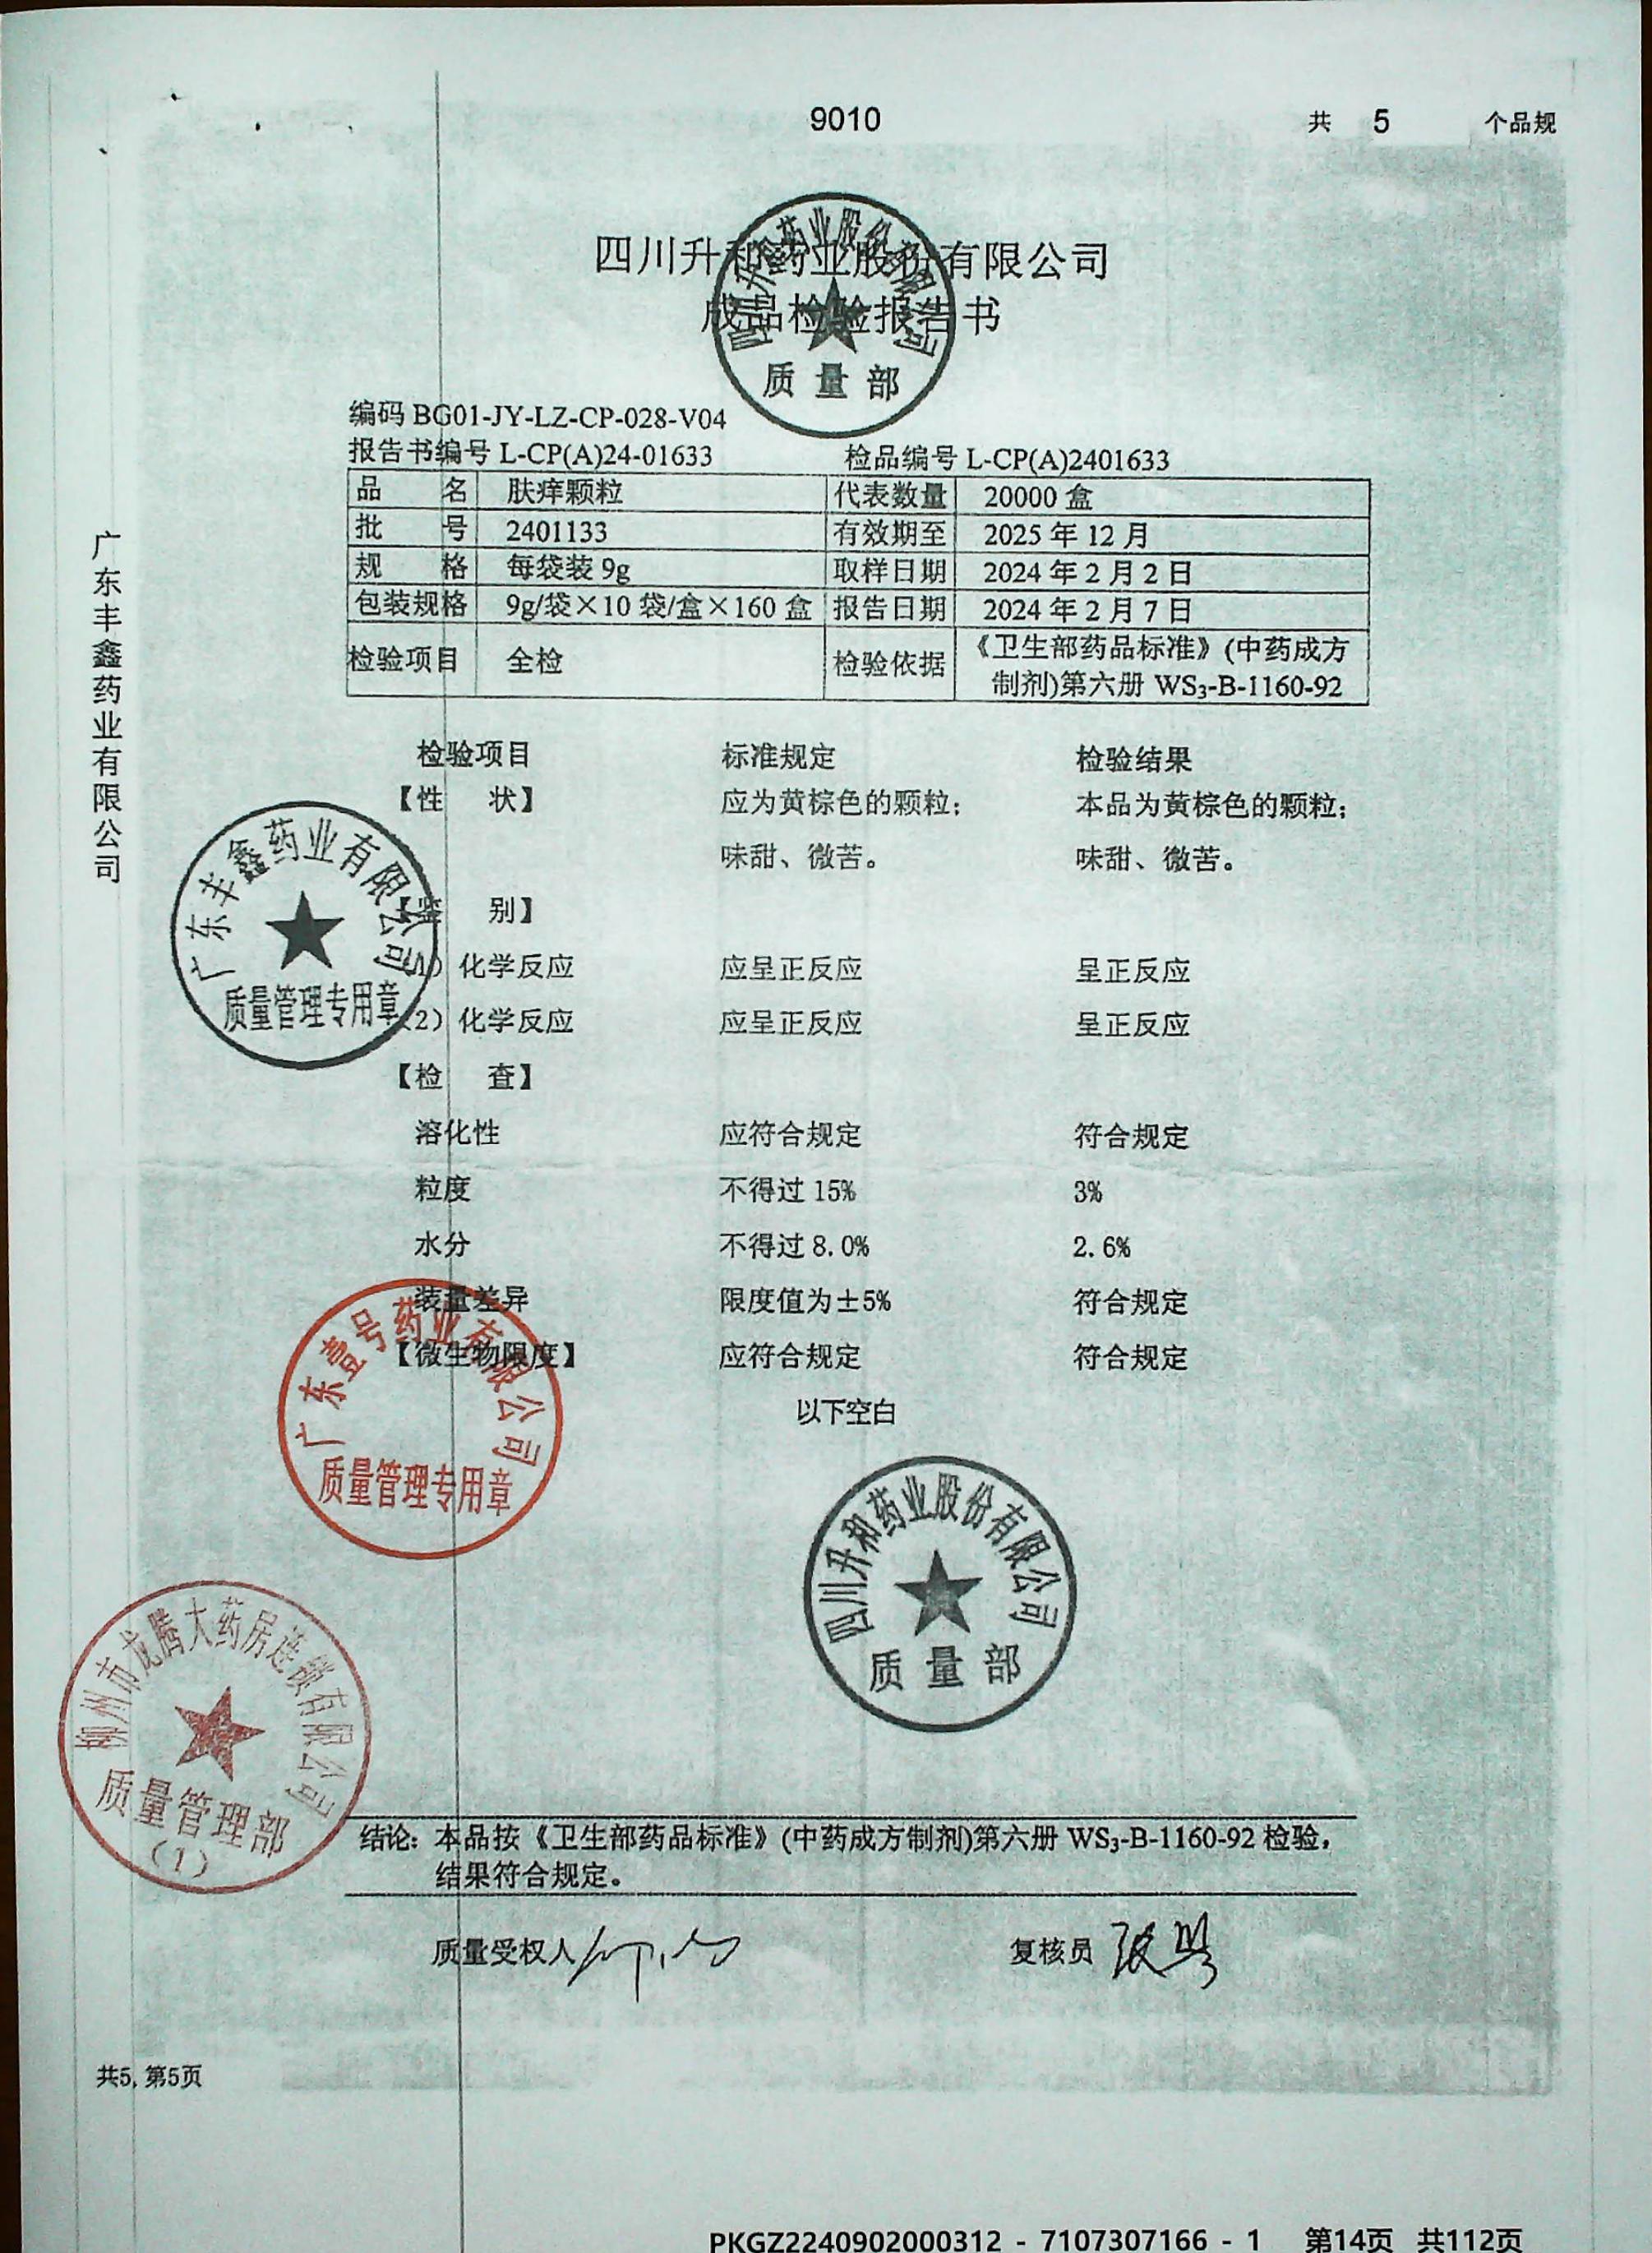 9010 共 5 个品规
四川升和药业股份有限公司
成品检验报告书
四川升和药业股份有限公司
质量部
编码 BG01-JY-LZ-CP-028-V04
报告书编号 L-CP(A)24-01633 检品编号 L-CP(A)2401633
品 名 肤痒颗粒 代表数量 20000 盒
批 号 2401133 有效期至 2025 年 12 月
规 格 每袋装 9g 取样日期 2024 年 2 月 2 日
包装规格 9g/袋×10 袋/盒×160 盒 报告日期 2024 年 2 月 7 日
检验项目 全检 检验依据 《卫生部药品标准》(中药成方
制剂)第六册 WS₃-B-1160-92
广东丰鑫药业有限公司
检验项目 标准规定 检验结果
【性 状】 应为黄棕色的颗粒； 本品为黄棕色的颗粒；
味甜、微苦。 味甜、微苦。
【鉴 别】
(1) 化学反应 应呈正反应 呈正反应
(2) 化学反应 应呈正反应 呈正反应
广东丰鑫药业有限公司
质量管理专用章
【检 查】
溶化性 应符合规定 符合规定
粒度 不得过 15% 3%
水分 不得过 8.0% 2.6%
装量差异 限度值为±5% 符合规定
【微生物限度】 应符合规定 符合规定
以下空白
广东壹号药业有限公司
质量管理专用章
四川升和药业股份有限公司
质量部
柳州市龙腾大药房连锁有限公司
质量管理部
(1)
结论：本品按《卫生部药品标准》(中药成方制剂)第六册 WS₃-B-1160-92 检验，
结果符合规定。
质量受权人 复核员
共5, 第5页
PKGZ2240902000312 - 7107307166 - 1 第14页 共112页